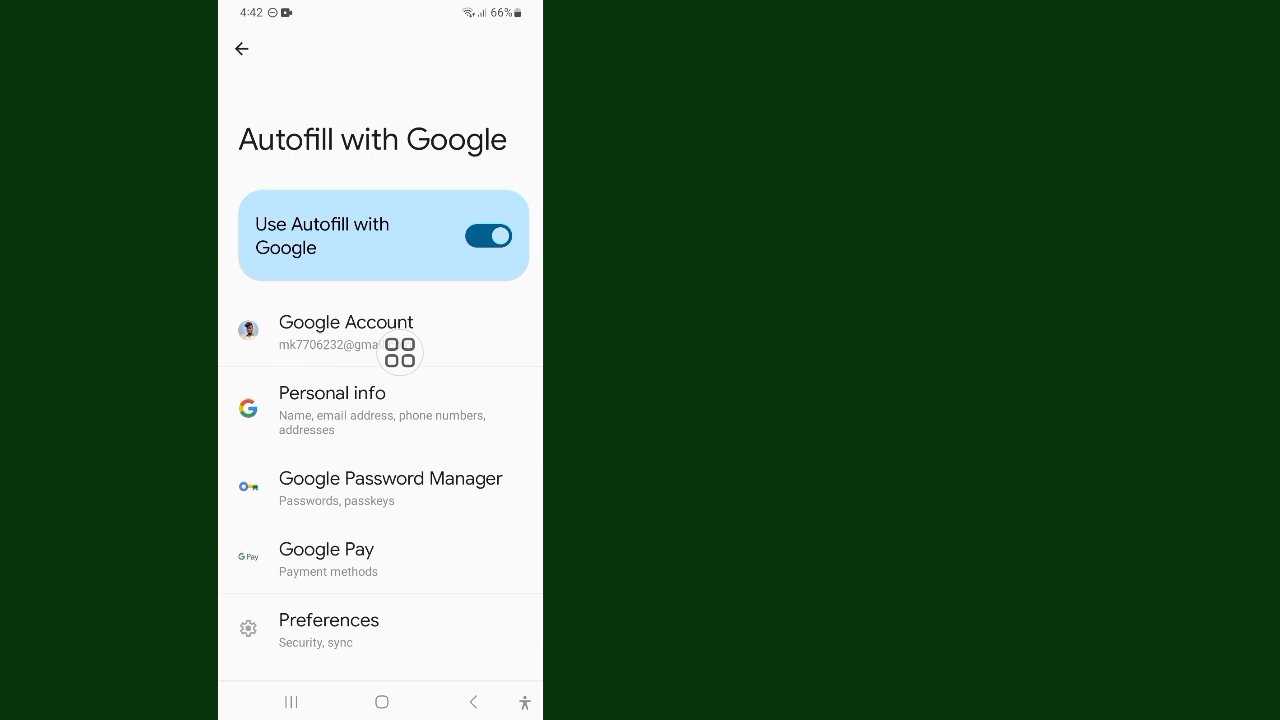 4:42
66%
Autofill with Google
Use Autofill with
Google
Google Account
mk7706232@gma
Personal info
Name, email address, phone numbers,
addresses
Google Password Manager
Passwords, passkeys
G Pay
Google Pay
Payment methods
Preferences
Security, sync